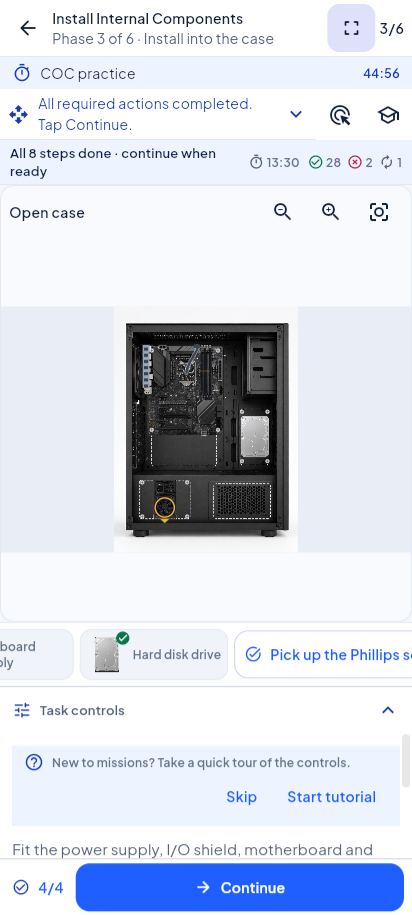 Install Internal Components
Phase 3 of 6 · Install into the case
3/6
COC practice
44:56
All required actions completed.
Tap Continue.
All 8 steps done · continue when
ready
13:30
28
2
1
Open case
board
ply
Hard disk drive
Pick up the Phillips s
Task controls
New to missions? Take a quick tour of the controls.
Skip
Start tutorial
Fit the power supply, I/O shield, motherboard and
4/4
Continue